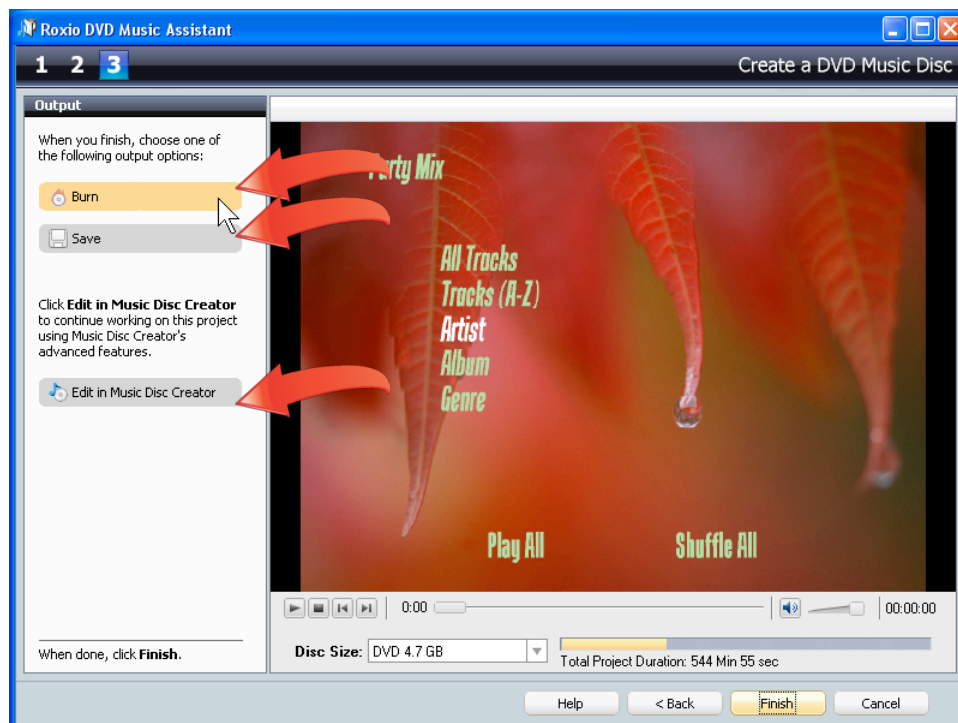 Roxio DVD Music Assistant
1 2 3
Create a DVD Music Disc
Output
When you finish, choose one of
the following output options:
Burn
Save
Click Edit in Music Disc Creator
to continue working on this project
using Music Disc Creator's
advanced features.
Edit in Music Disc Creator
When done, click Finish.
Party Mix
All Tracks
Tracks (A-Z)
Artist
Album
Genre
Play All
Shuffle All
0:00
00:00:00
Disc Size: DVD 4.7 GB
Total Project Duration: 544 Min 55 sec
Help
< Back
Finish
Cancel